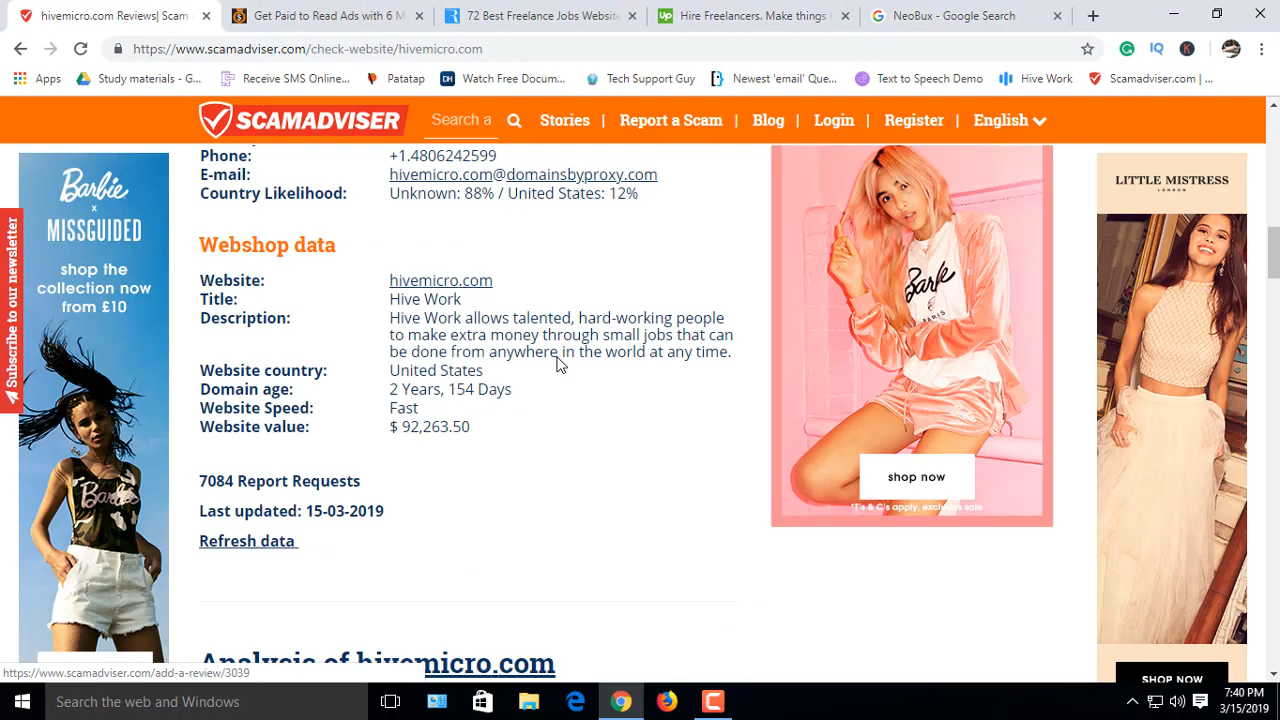 hivemicro.com Reviews| Scam
Get Paid to Read Ads with 6 M
72 Best Freelance Jobs Website
Hire Freelancers. Make things
NeoBux - Google Search
https://www.scamadviser.com/check-website/hivemicro.com
Apps
Study materials - G...
Receive SMS Online...
Patatap
Watch Free Docum...
Tech Support Guy
Newest 'email' Que...
Text to Speech Demo
Hive Work
Scamadviser.com | ...
SCAMADVISER
Search a
Stories | Report a Scam | Blog | Login | Register | English
Phone: +1.4806242599
E-mail: hivemicro.com@domainsbyproxy.com
Country Likelihood: Unknown: 88% / United States: 12%
Webshop data
Website: hivemicro.com
Title: Hive Work
Description: Hive Work allows talented, hard-working people
to make extra money through small jobs that can
be done from anywhere in the world at any time.
Website country: United States
Domain age: 2 Years, 154 Days
Website Speed: Fast
Website value: $ 92,263.50
7084 Report Requests
Last updated: 15-03-2019
Refresh data
Analysis of hivemicro.com
Subscribe to our newsletter
Barbie
x
MISSGUIDED
shop the
collection now
from £10
Barbie
Barbie
PARIS
shop now
*T's & C's apply, excludes sale
LITTLE MISTRESS
LONDON
SHOP NOW
https://www.scamadviser.com/add-a-review/3039
Search the web and Windows
7:40 PM
3/15/2019